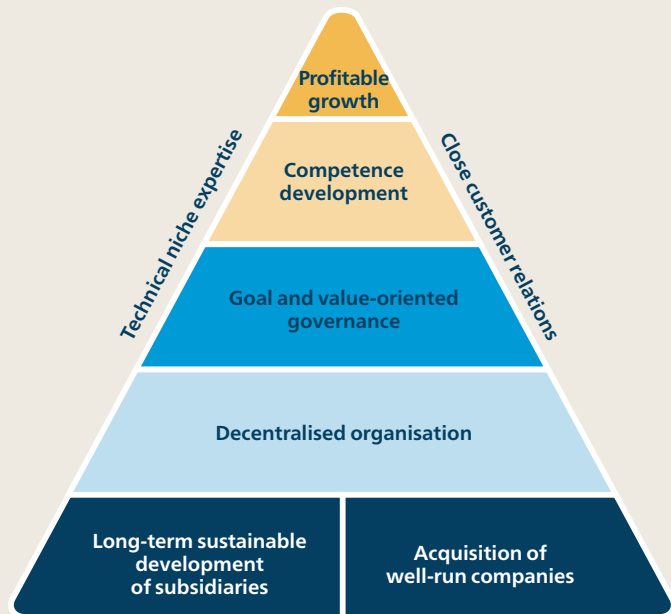 Profitable
growth
Technical niche expertise
Close customer relations
Competence
development
Goal and value-oriented
governance
Decentralised organisation
Long-term sustainable
development
of subsidiaries
Acquisition of
well-run companies